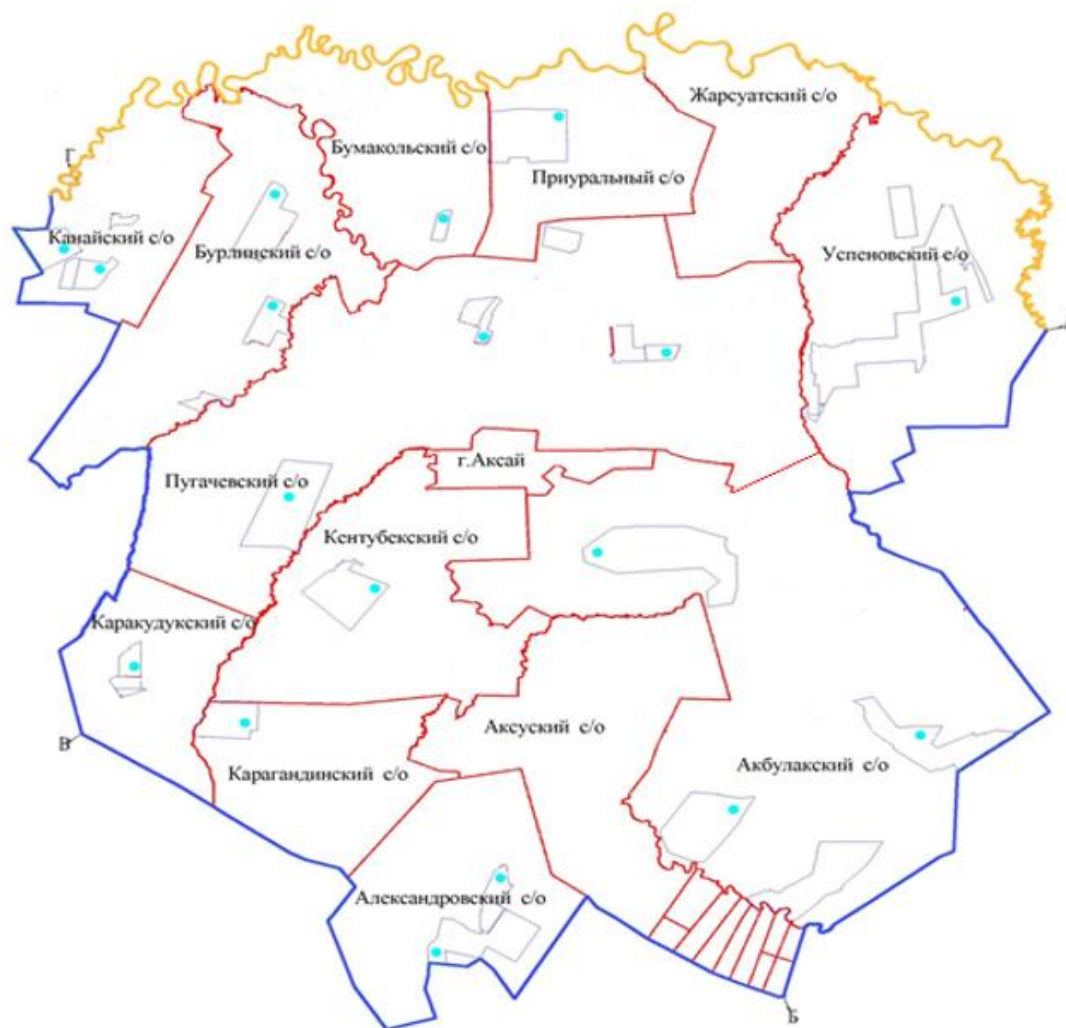 Жарсуатский с/о
Бумакольский с/о
Г
Приуральный с/о
Канайский с/о
Бурлинский с/о
Успеновский с/о
г.Аксай
Пугачевский с/о
Кентубекский с/о
Каракудукский с/о
Аксуский с/о
В
Карагандинский с/о
Акбулакский с/о
Александровский с/о
Б